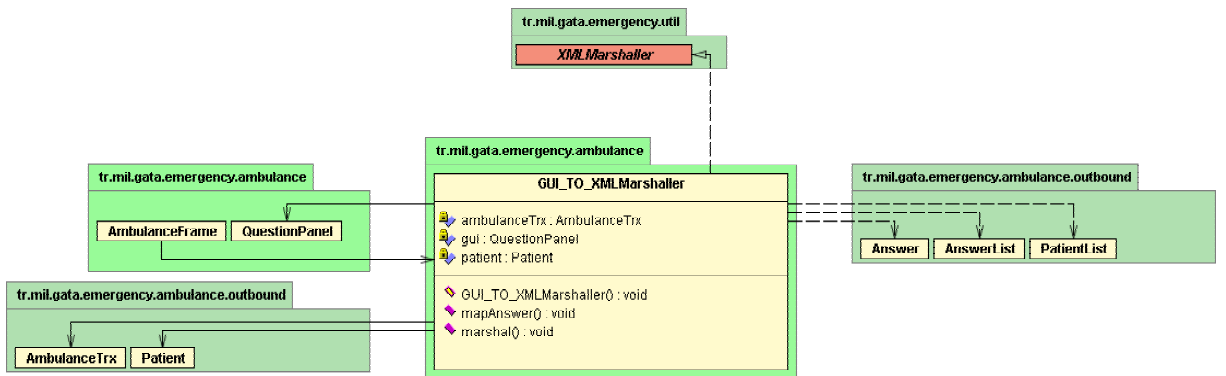 tr.mil.gata.emergency.util
XMLMarshaller
tr.mil.gata.emergency.ambulance
GUI_TO_XMLMarshaller
ambulanceTrx : AmbulanceTrx
gui : QuestionPanel
patient : Patient
GUI_TO_XMLMarshaller() : void
mapAnswer() : void
marshal() : void
tr.mil.gata.emergency.ambulance
AmbulanceFrame QuestionPanel
tr.mil.gata.emergency.ambulance.outbound
AmbulanceTrx Patient
tr.mil.gata.emergency.ambulance.outbound
Answer AnswerList PatientList